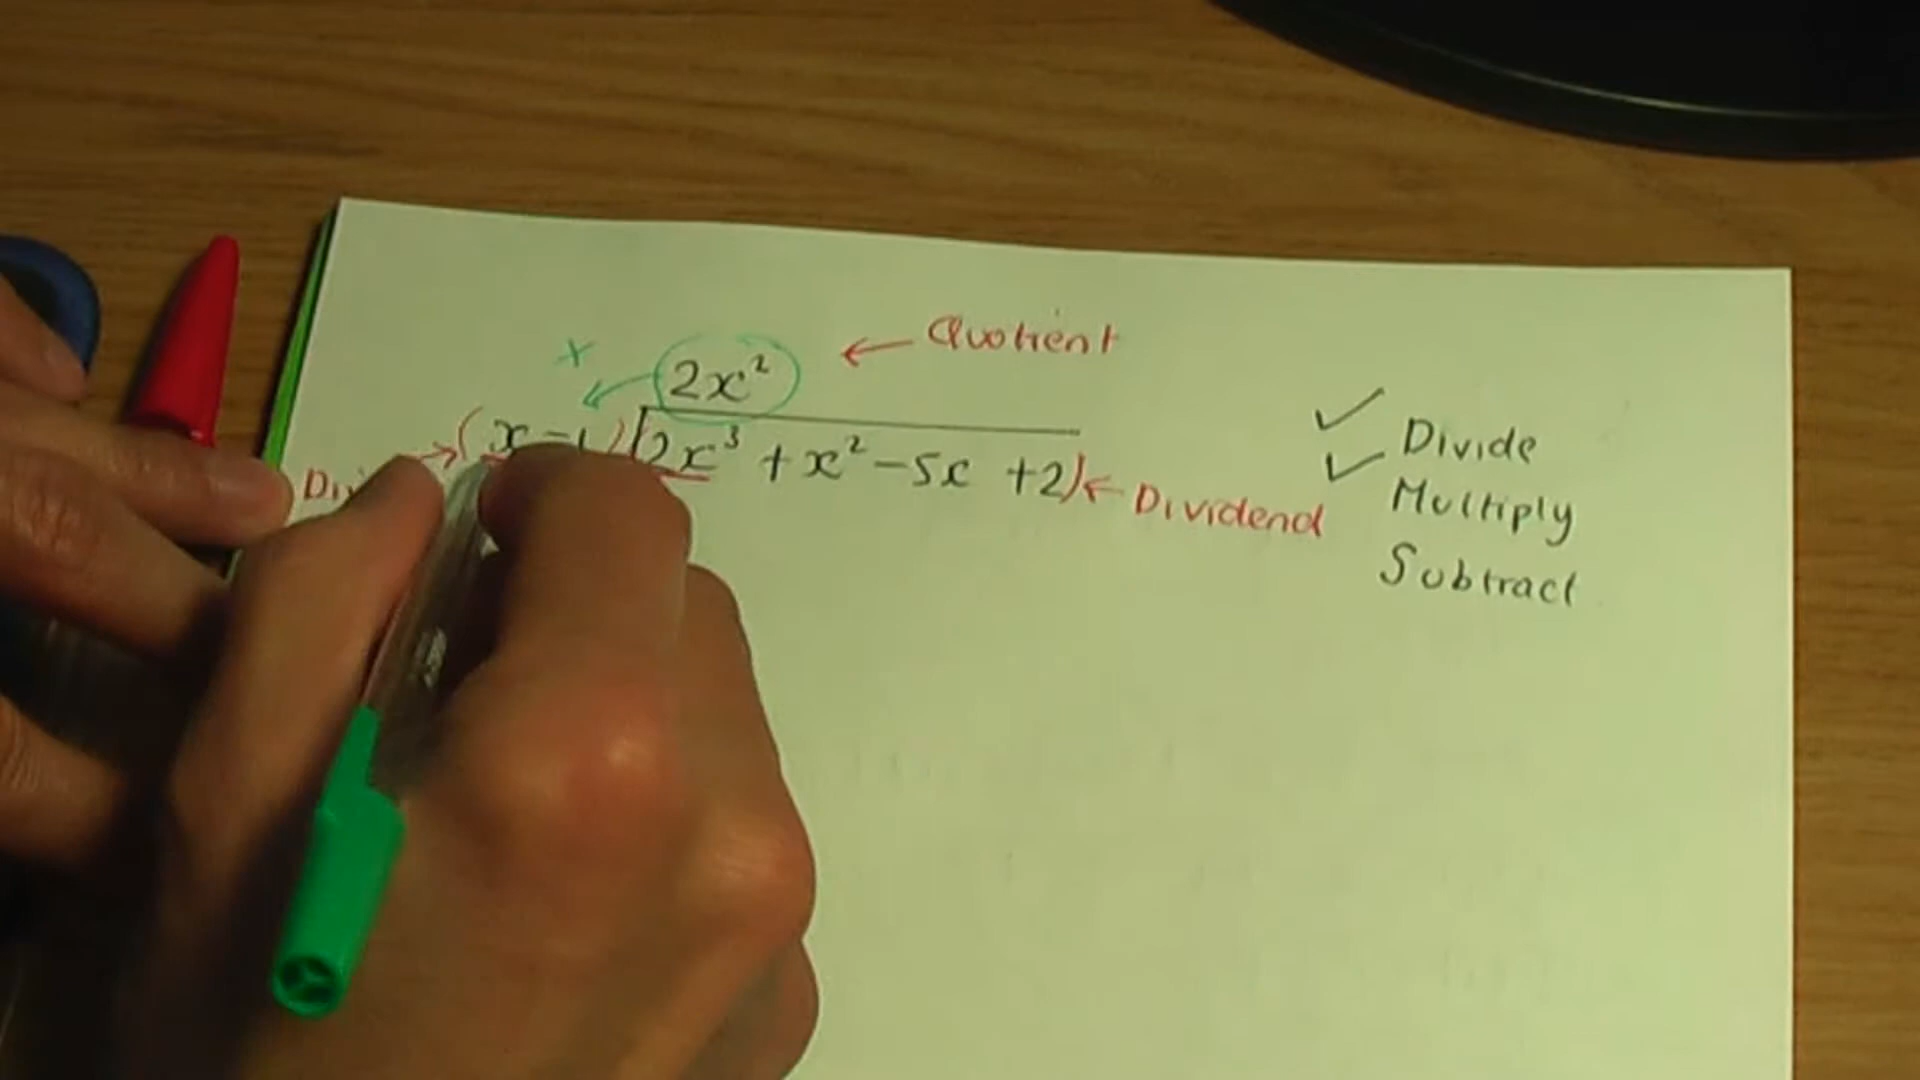 ← Quotient
× 2x²
(x - 1) 2x³ + x² - 5x + 2) ← Dividend
✓ Divide
✓ Multiply
Subtract